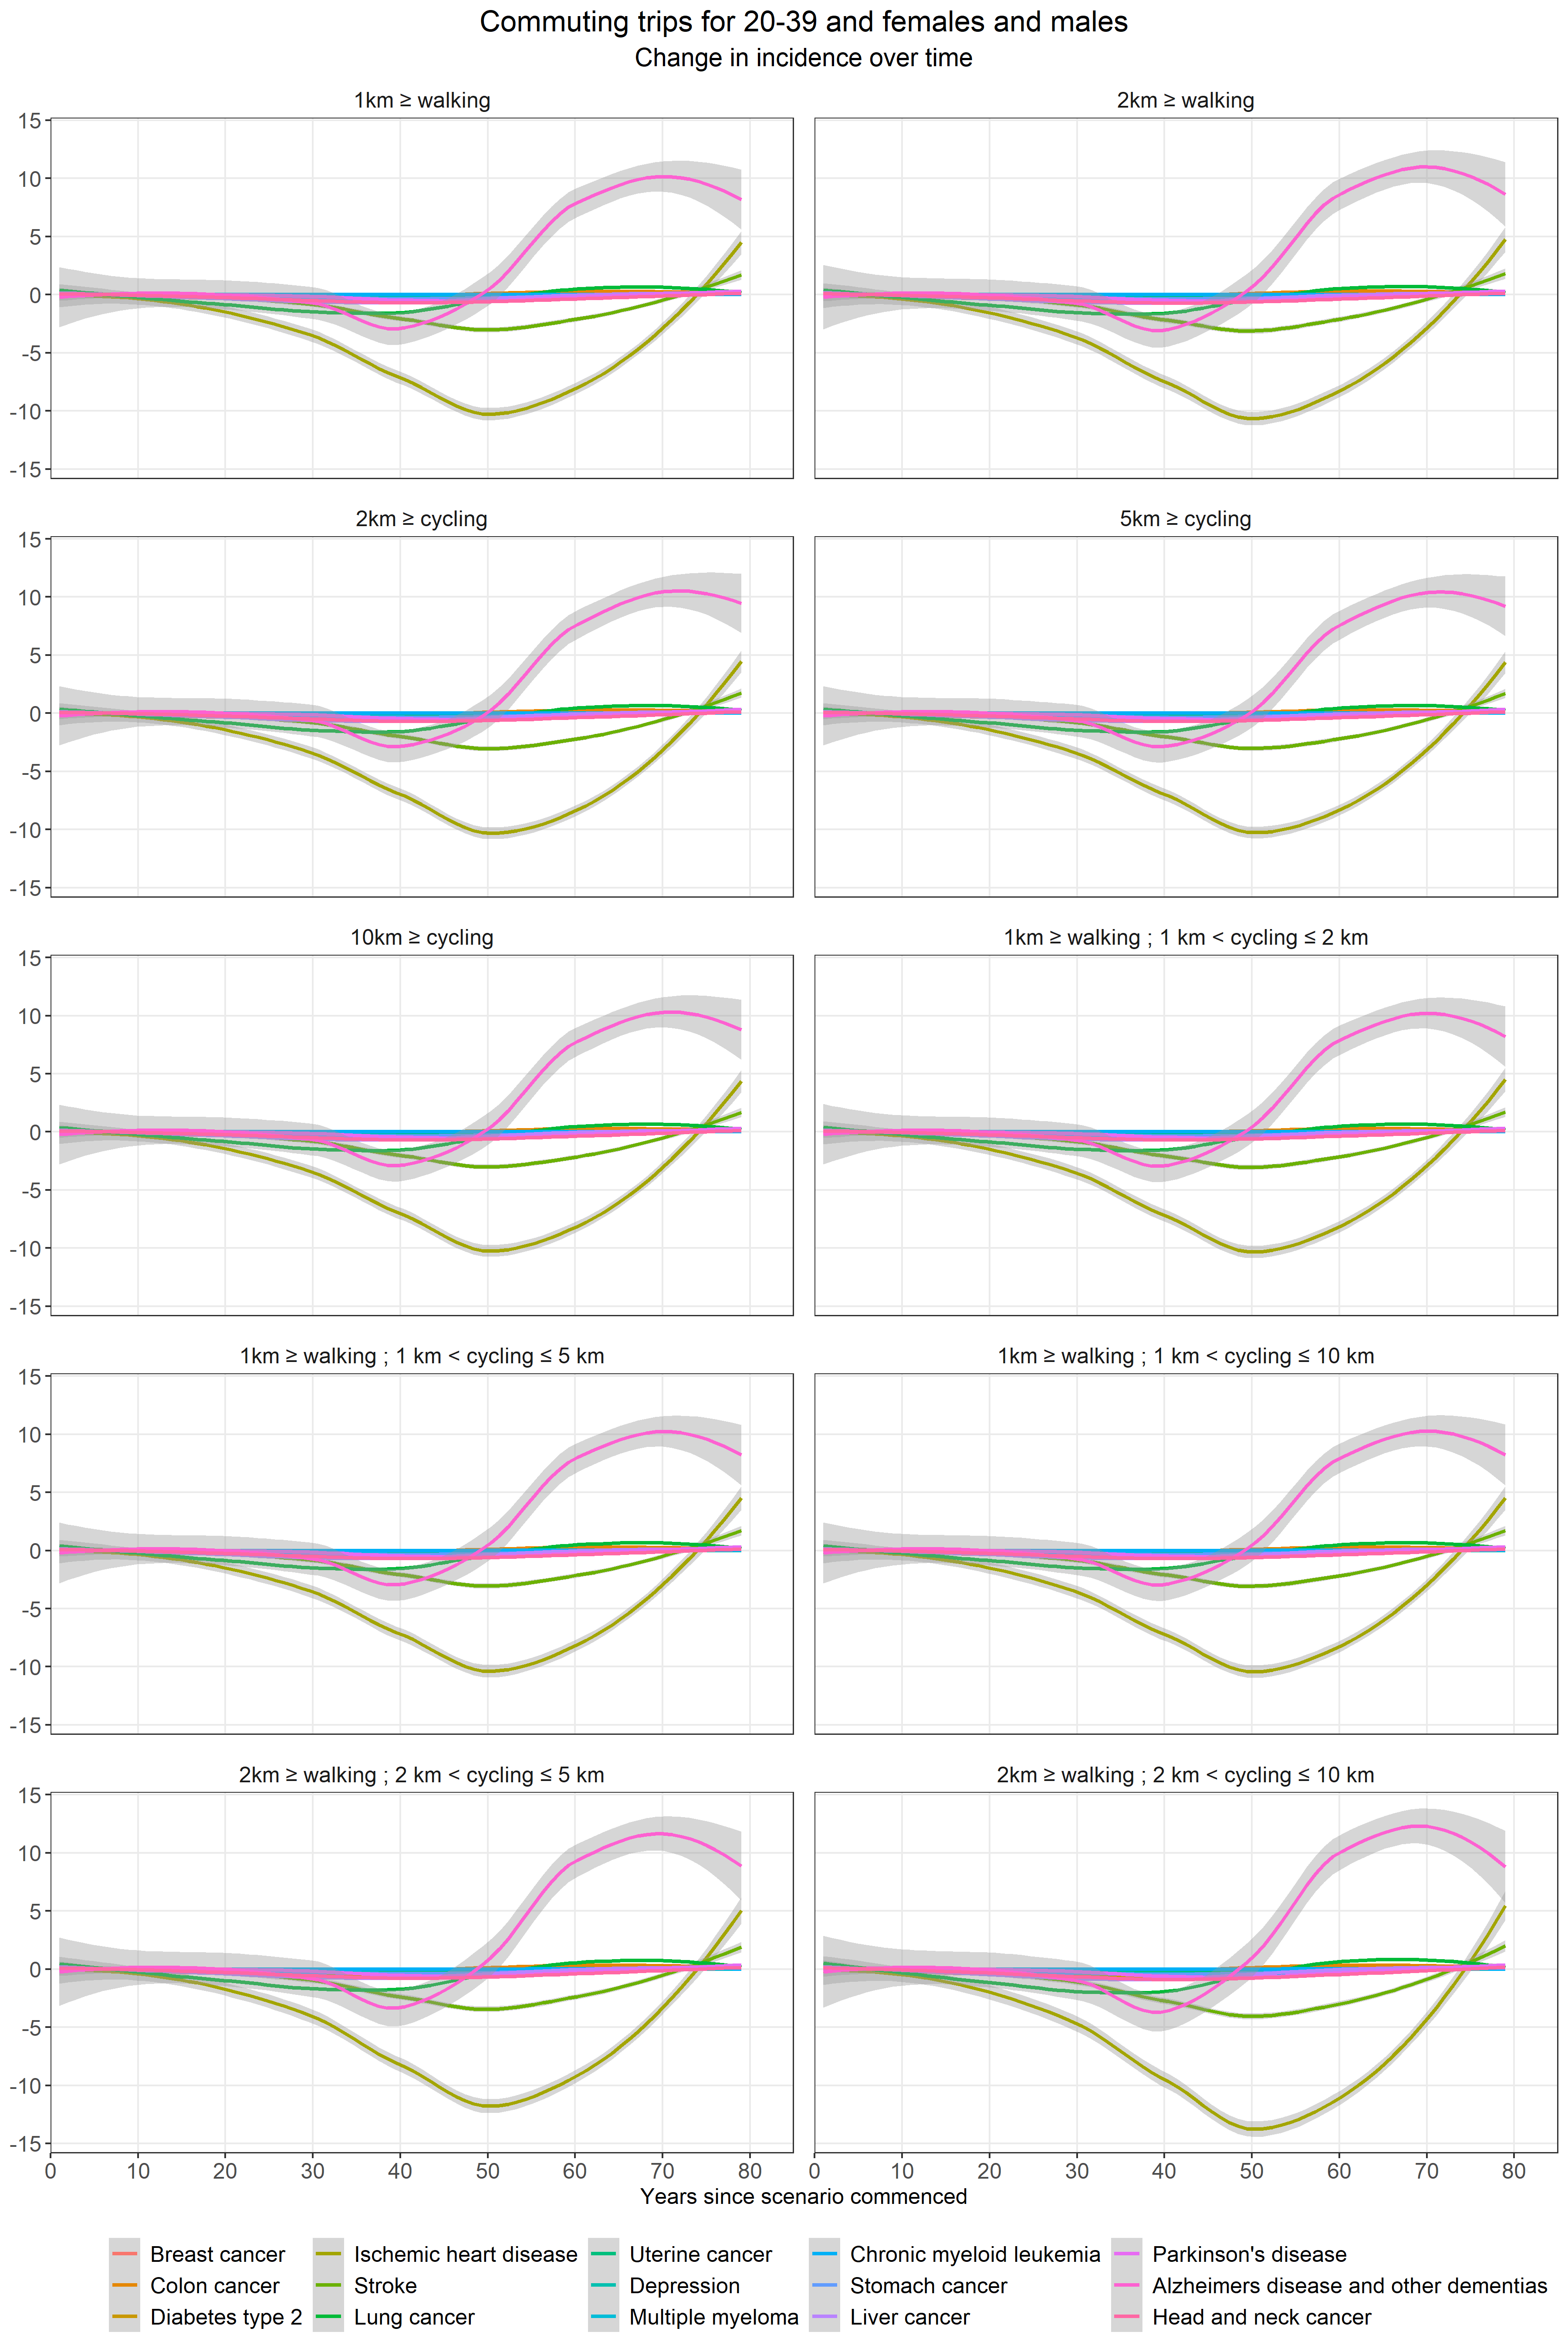 Commuting trips for 20-39 and females and males
Change in incidence over time
1km ≥ walking
2km ≥ walking
15
10
5
0
-5
-10
-15
2km ≥ cycling
5km ≥ cycling
15
10
5
0
-5
-10
-15
10km ≥ cycling
1km ≥ walking ; 1 km < cycling ≤ 2 km
15
10
5
0
-5
-10
-15
1km ≥ walking ; 1 km < cycling ≤ 5 km
1km ≥ walking ; 1 km < cycling ≤ 10 km
15
10
5
0
-5
-10
-15
2km ≥ walking ; 2 km < cycling ≤ 5 km
2km ≥ walking ; 2 km < cycling ≤ 10 km
15
10
5
0
-5
-10
-15
0 10 20 30 40 50 60 70 80
0 10 20 30 40 50 60 70 80
Years since scenario commenced
Breast cancer
Colon cancer
Diabetes type 2
Ischemic heart disease
Stroke
Lung cancer
Uterine cancer
Depression
Multiple myeloma
Chronic myeloid leukemia
Stomach cancer
Liver cancer
Parkinson's disease
Alzheimers disease and other dementias
Head and neck cancer